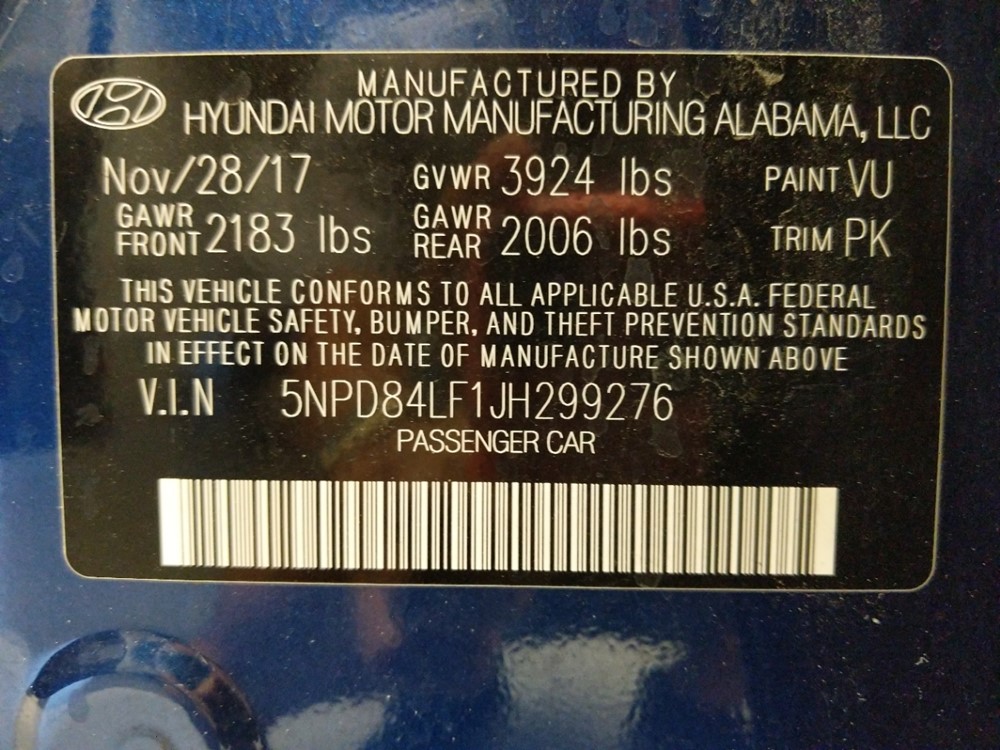 MANUFACTURED BY
HYUNDAI MOTOR MANUFACTURING ALABAMA, LLC
Nov/28/17 GVWR 3924 lbs PAINT VU
GAWR FRONT 2183 lbs GAWR REAR 2006 lbs TRIM PK
THIS VEHICLE CONFORMS TO ALL APPLICABLE U.S.A. FEDERAL
MOTOR VEHICLE SAFETY, BUMPER, AND THEFT PREVENTION STANDARDS
IN EFFECT ON THE DATE OF MANUFACTURE SHOWN ABOVE
V.I.N 5NPD84LF1JH299276
PASSENGER CAR